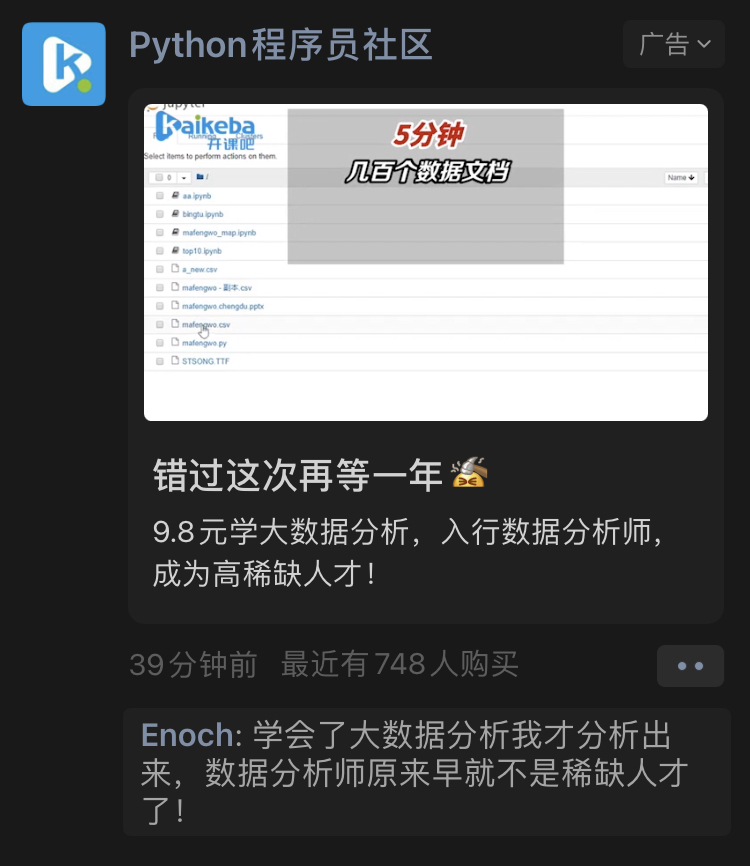 Python程序员社区
广告
jupyter
Kaikeba
开课吧
Running
Clusters
5分钟
几百个数据文档
Select items to perform actions on them.
0
/
Name
aa.ipynb
bingtu.ipynb
mafengwo_map.ipynb
top10.ipynb
a_new.csv
mafengwo - 副本.csv
mafengwo.chengdu.pptx
mafengwo.csv
mafengwo.py
STSONG.TTF
错过这次再等一年
9.8元学大数据分析，入行数据分析师，
成为高稀缺人才！
39分钟前 最近有748人购买
Enoch: 学会了大数据分析我才分析出
来，数据分析师原来早就不是稀缺人才
了！